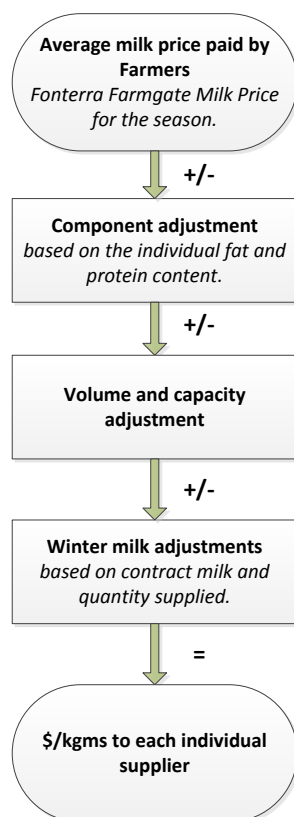 Average milk price paid by
Farmers
Fonterra Farmgate Milk Price
for the season.
+/-
Component adjustment
based on the individual fat and
protein content.
+/-
Volume and capacity
adjustment
+/-
Winter milk adjustments
based on contract milk and
quantity supplied.
=
$/kgms to each individual
supplier